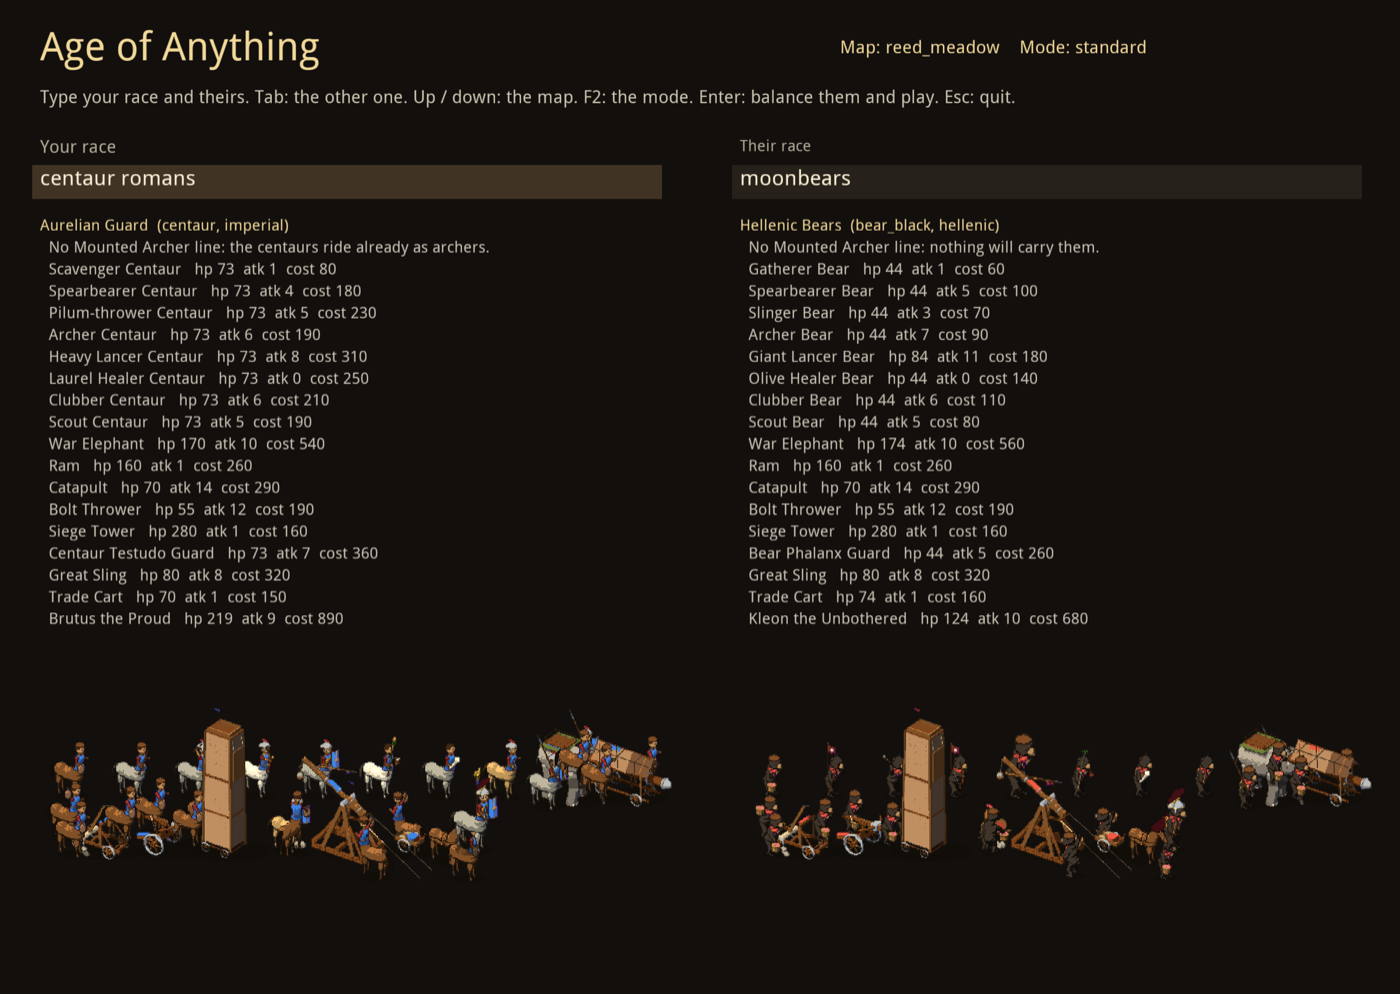 Age of Anything
Map: reed_meadow    Mode: standard
Type your race and theirs. Tab: the other one. Up / down: the map. F2: the mode. Enter: balance them and play. Esc: quit.
Your race
centaur romans
Aurelian Guard  (centaur, imperial)
No Mounted Archer line: the centaurs ride already as archers.
Scavenger Centaur   hp 73  atk 1  cost 80
Spearbearer Centaur   hp 73  atk 4  cost 180
Pilum-thrower Centaur   hp 73  atk 5  cost 230
Archer Centaur   hp 73  atk 6  cost 190
Heavy Lancer Centaur   hp 73  atk 8  cost 310
Laurel Healer Centaur   hp 73  atk 0  cost 250
Clubber Centaur   hp 73  atk 6  cost 210
Scout Centaur   hp 73  atk 5  cost 190
War Elephant   hp 170  atk 10  cost 540
Ram   hp 160  atk 1  cost 260
Catapult   hp 70  atk 14  cost 290
Bolt Thrower   hp 55  atk 12  cost 190
Siege Tower   hp 280  atk 1  cost 160
Centaur Testudo Guard   hp 73  atk 7  cost 360
Great Sling   hp 80  atk 8  cost 320
Trade Cart   hp 70  atk 1  cost 150
Brutus the Proud   hp 219  atk 9  cost 890
Their race
moonbears
Hellenic Bears  (bear_black, hellenic)
No Mounted Archer line: nothing will carry them.
Gatherer Bear   hp 44  atk 1  cost 60
Spearbearer Bear   hp 44  atk 5  cost 100
Slinger Bear   hp 44  atk 3  cost 70
Archer Bear   hp 44  atk 7  cost 90
Giant Lancer Bear   hp 84  atk 11  cost 180
Olive Healer Bear   hp 44  atk 0  cost 140
Clubber Bear   hp 44  atk 6  cost 110
Scout Bear   hp 44  atk 5  cost 80
War Elephant   hp 174  atk 10  cost 560
Ram   hp 160  atk 1  cost 260
Catapult   hp 70  atk 14  cost 290
Bolt Thrower   hp 55  atk 12  cost 190
Siege Tower   hp 280  atk 1  cost 160
Bear Phalanx Guard   hp 44  atk 5  cost 260
Great Sling   hp 80  atk 8  cost 320
Trade Cart   hp 74  atk 1  cost 160
Kleon the Unbothered   hp 124  atk 10  cost 680